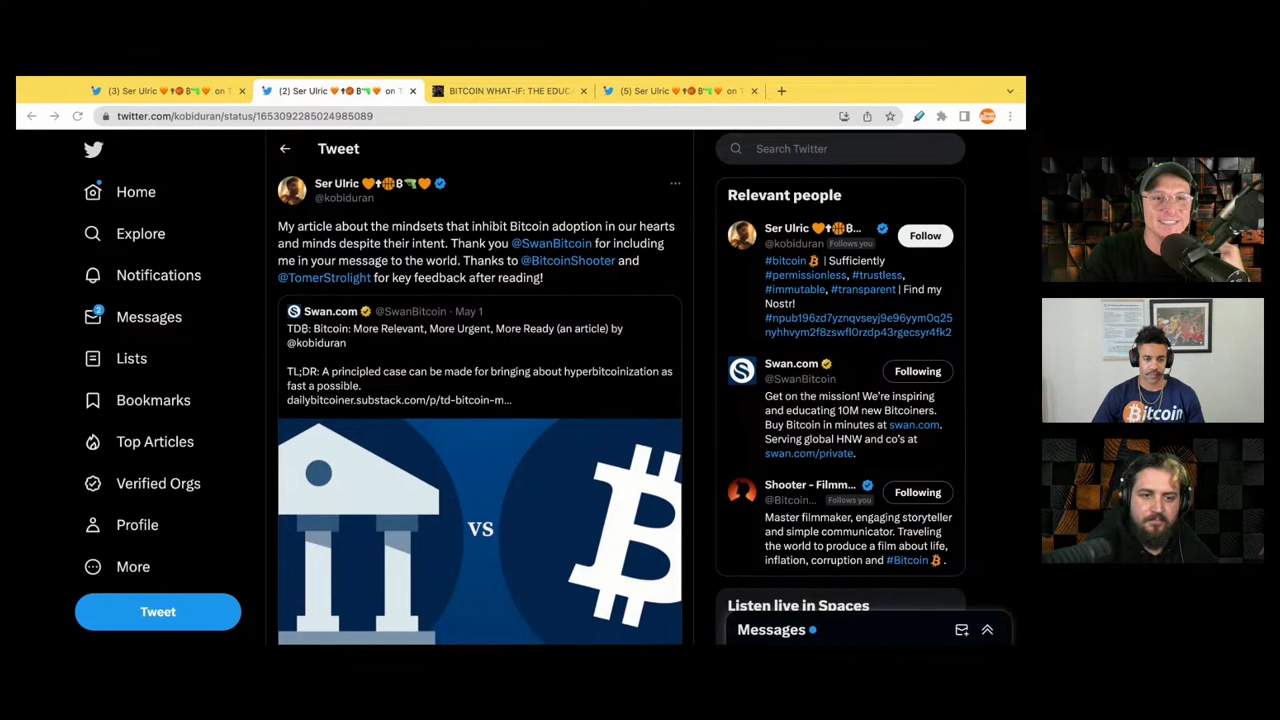 (3) Ser Ulric 🧡✝🏀₿🔫🧡 on T
(2) Ser Ulric 🧡✝🏀₿🔫🧡 on T
BITCOIN WHAT-IF: THE EDUCA
(5) Ser Ulric 🧡✝🏀₿🔫🧡 on T
twitter.com/kobiduran/status/1653092285024985089
Home
Explore
Notifications
2
Messages
Lists
Bookmarks
Top Articles
Verified Orgs
Profile
More
Tweet
Tweet
Ser Ulric 🧡✝🏀₿🔫🧡
@kobiduran
My article about the mindsets that inhibit Bitcoin adoption in our hearts
and minds despite their intent. Thank you @SwanBitcoin for including
me in your message to the world. Thanks to @BitcoinShooter and
@TomerStrolight for key feedback after reading!
Swan.com @SwanBitcoin · May 1
TDB: Bitcoin: More Relevant, More Urgent, More Ready (an article) by
@kobiduran
TL;DR: A principled case can be made for bringing about hyperbitcoinization as
fast a possible.
dailybitcoiner.substack.com/p/td-bitcoin-m...
vs
Search Twitter
Relevant people
Ser Ulric 🧡✝🏀₿...
@kobiduran Follows you
Follow
#bitcoin | Sufficiently
#permissionless, #trustless,
#immutable, #transparent | Find my
Nostr!
#npub196zd7yznqvseyj9e96yym0q25
nyhhvym2f8zswfl0rzdp43rgecsyr4fk2
Swan.com
@SwanBitcoin
Following
Get on the mission! We're inspiring
and educating 10M new Bitcoiners.
Buy Bitcoin in minutes at swan.com.
Serving global HNW and co's at
swan.com/private.
Shooter - Filmm...
@Bitcoin... Follows you
Following
Master filmmaker, engaging storyteller
and simple communicator. Traveling
the world to produce a film about life,
inflation, corruption and #Bitcoin .
Listen live in Spaces
Messages
Bitcoin